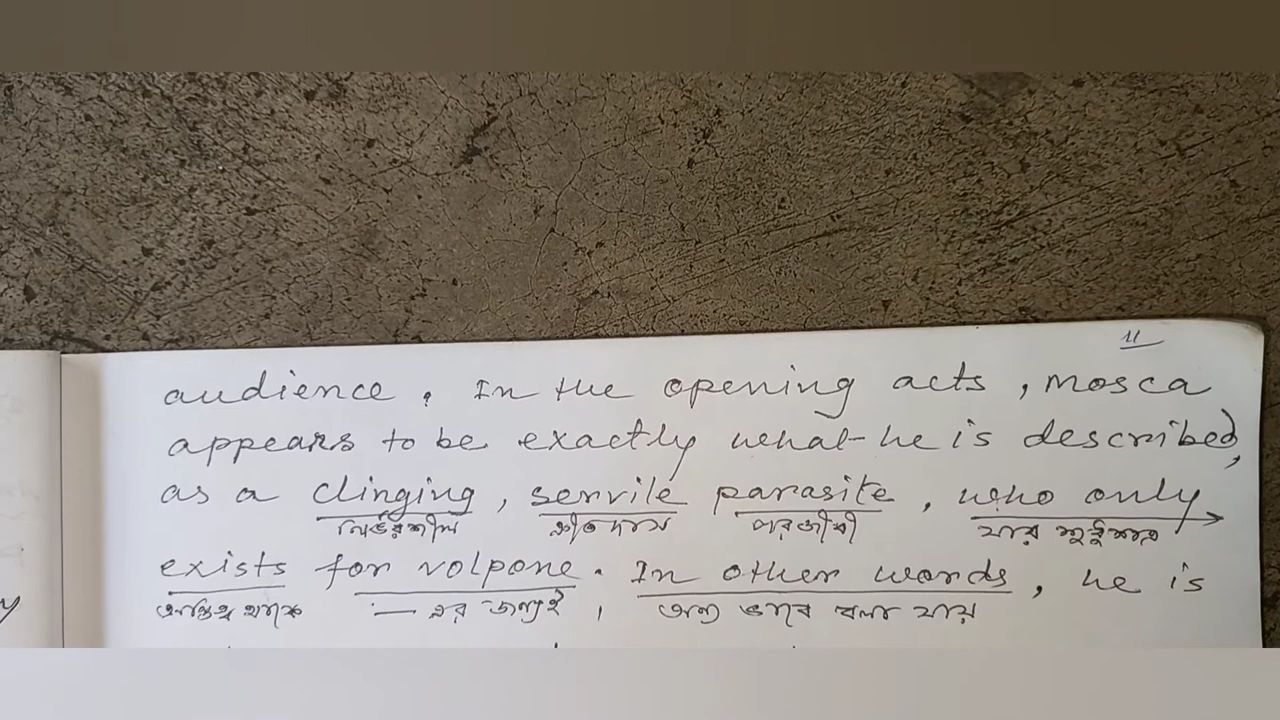 11
audience. In the opening acts, Mosca
appears to be exactly what he is described,
as a clinging, servile parasite, who only
নির্ভরশীল ক্রীতদাস পরজীবী যার শুধুমাত্র
exists for volpone. In other words, he is
অস্তিত্ব থাকে — এর জন্যই, অন্য ভাবে বলা যায়